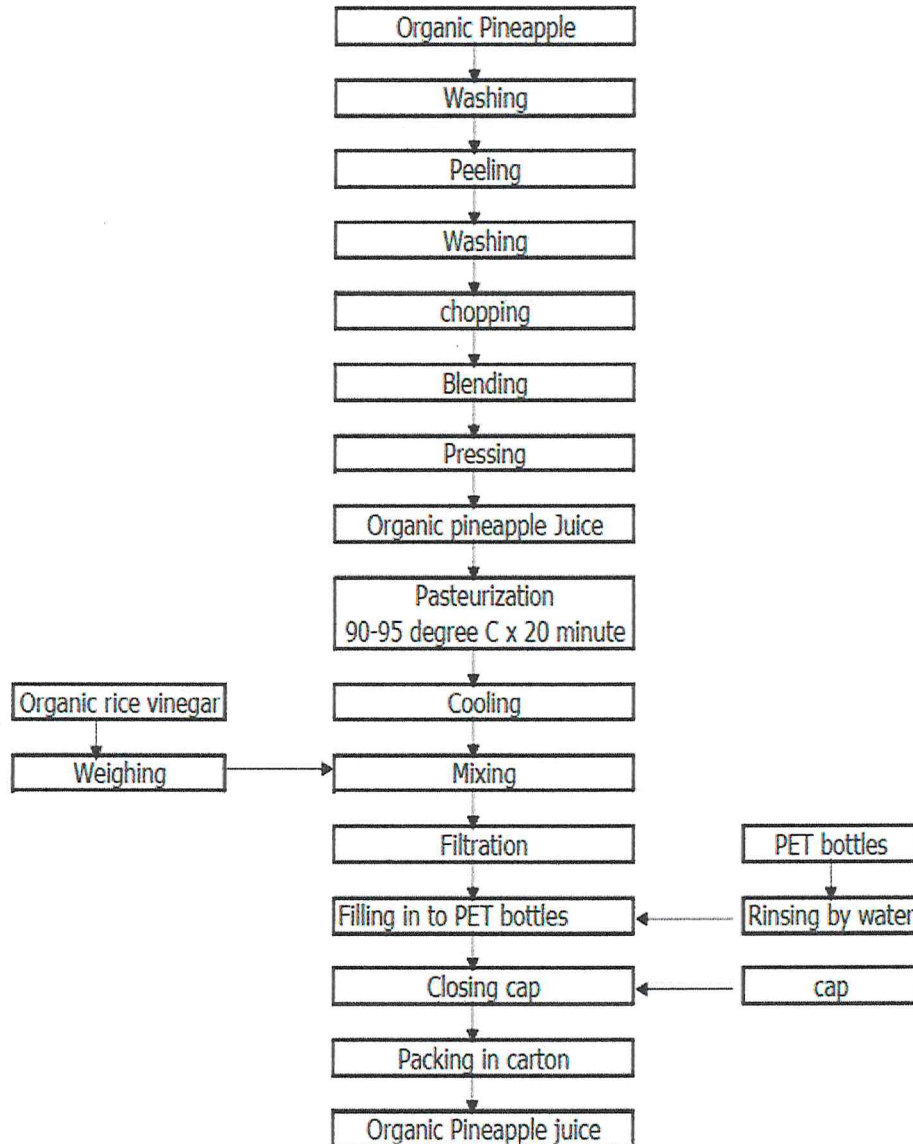 Organic Pineapple
Washing
Peeling
Washing
chopping
Blending
Pressing
Organic pineapple Juice
Pasteurization
90-95 degree C x 20 minute
Organic rice vinegar
Cooling
Weighing
Mixing
Filtration
PET bottles
Filling in to PET bottles
Rinsing by water
Closing cap
cap
Packing in carton
Organic Pineapple juice